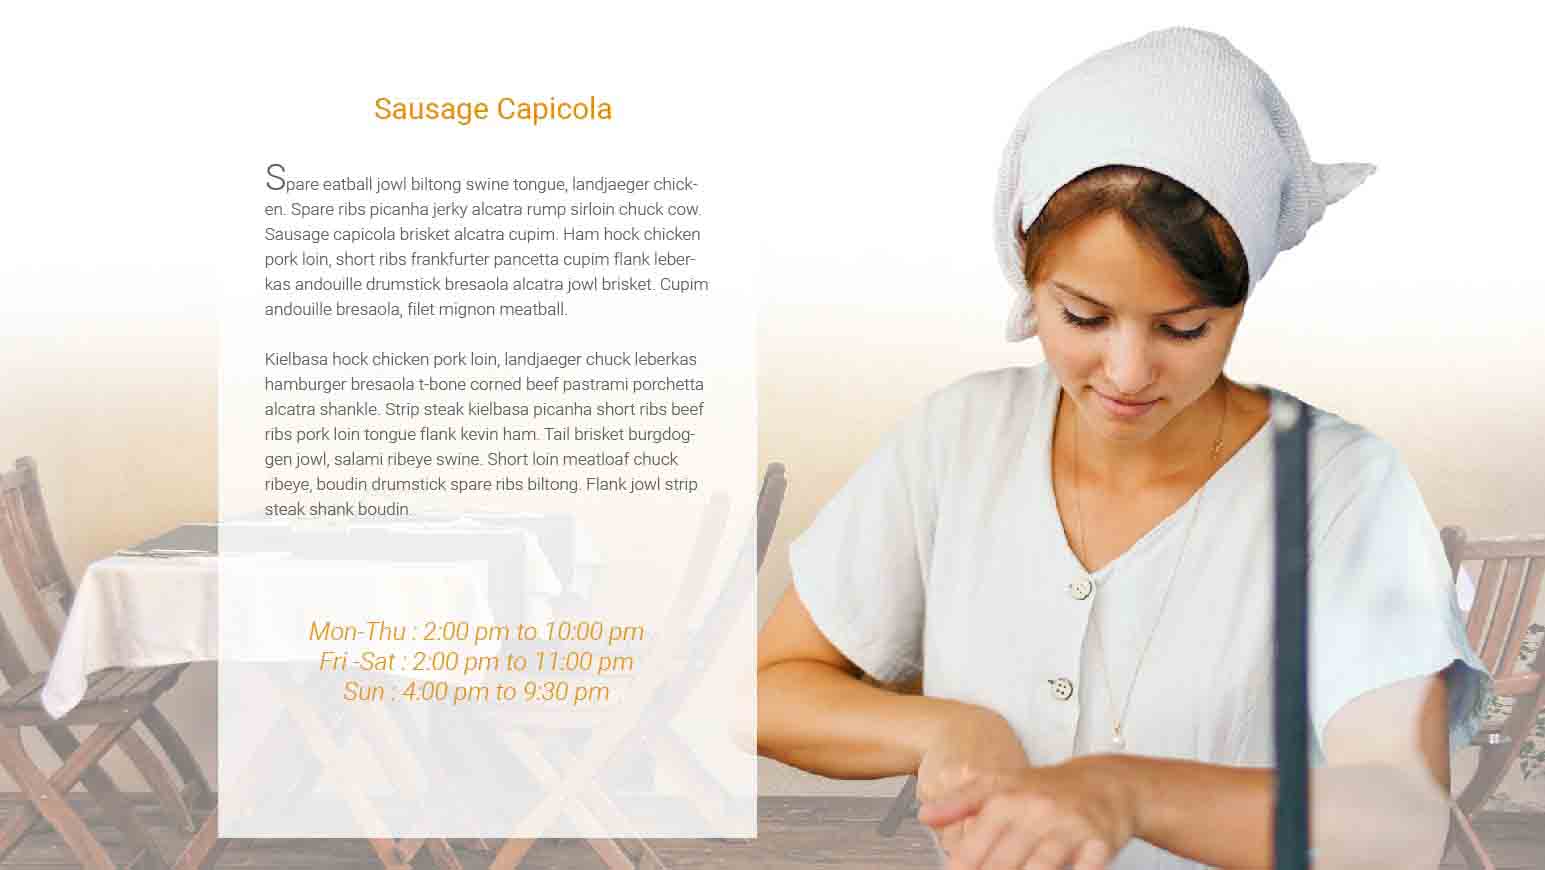 Sausage Capicola
Spare eatball jowl biltong swine tongue, landjaeger chick-
en. Spare ribs picanha jerky alcatra rump sirloin chuck cow.
Sausage capicola brisket alcatra cupim. Ham hock chicken
pork loin, short ribs frankfurter pancetta cupim flank leber-
kas andouille drumstick bresaola alcatra jowl brisket. Cupim
andouille bresaola, filet mignon meatball.
Kielbasa hock chicken pork loin, landjaeger chuck leberkas
hamburger bresaola t-bone corned beef pastrami porchetta
alcatra shankle. Strip steak kielbasa picanha short ribs beef
ribs pork loin tongue flank kevin ham. Tail brisket burgdog-
gen jowl, salami ribeye swine. Short loin meatloaf chuck
ribeye, boudin drumstick spare ribs biltong. Flank jowl strip
steak shank boudin.
Mon-Thu : 2:00 pm to 10:00 pm
Fri -Sat : 2:00 pm to 11:00 pm
Sun : 4:00 pm to 9:30 pm